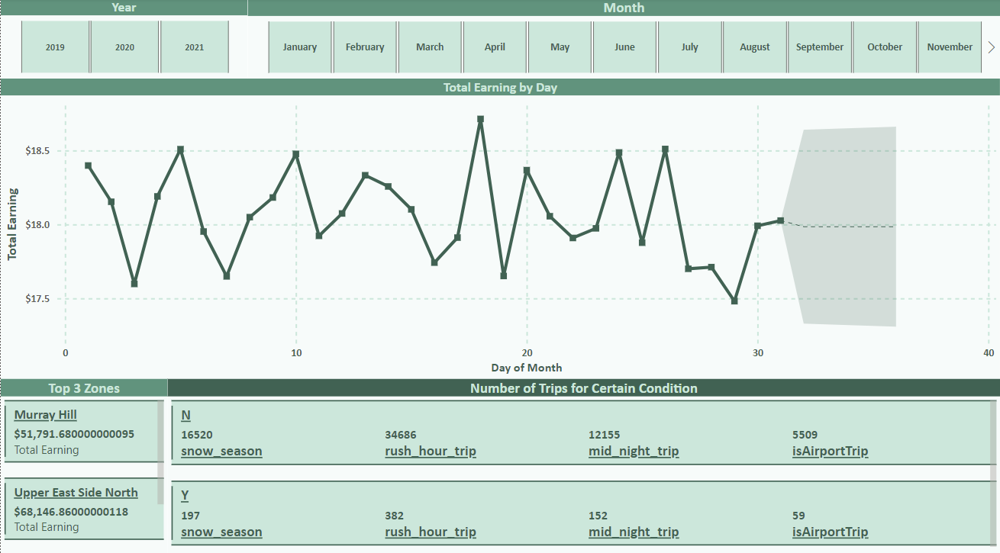 Year Month
2019 2020 2021 January February March April May June July August September October November
Total Earning by Day
Total Earning
$18.5
$18.0
$17.5
0 10 20 30 40
Day of Month
Top 3 Zones
Murray Hill
$51,791.680000000095
Total Earning
Upper East Side North
$68,146.86000000118
Total Earning
Number of Trips for Certain Condition
N
16520 34686 12155 5509
snow_season rush_hour_trip mid_night_trip isAirportTrip
Y
197 382 152 59
snow_season rush_hour_trip mid_night_trip isAirportTrip